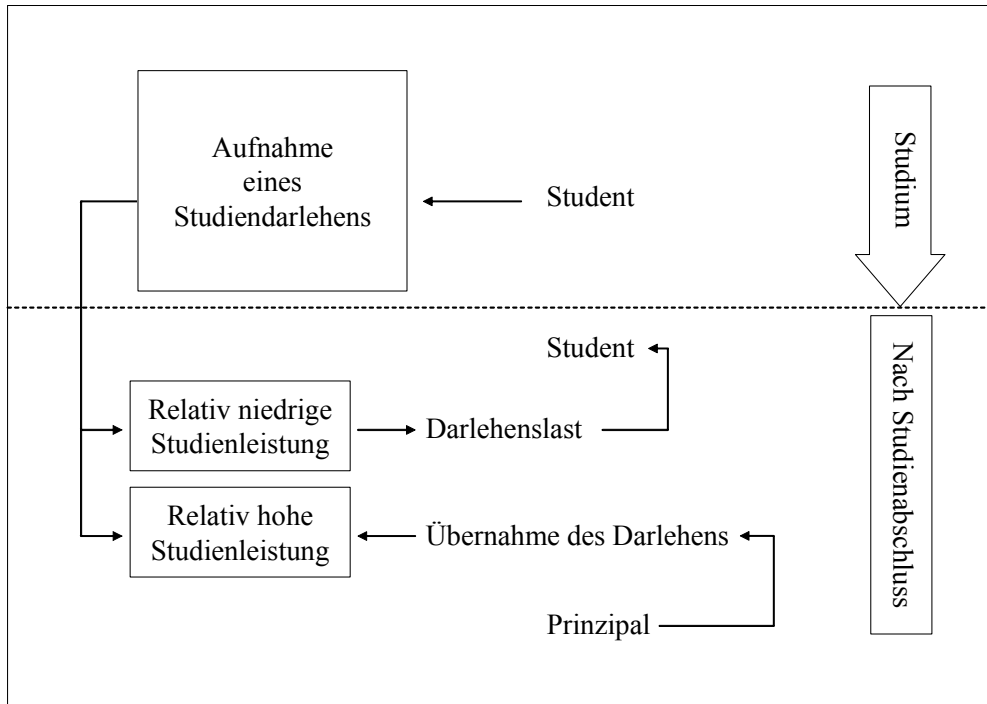 Aufnahme
eines
Studiendarlehens
Student
Studium
Student
Relativ niedrige
Studienleistung
Darlehenslast
Relativ hohe
Studienleistung
Übernahme des Darlehens
Prinzipal
Nach Studienabschluss